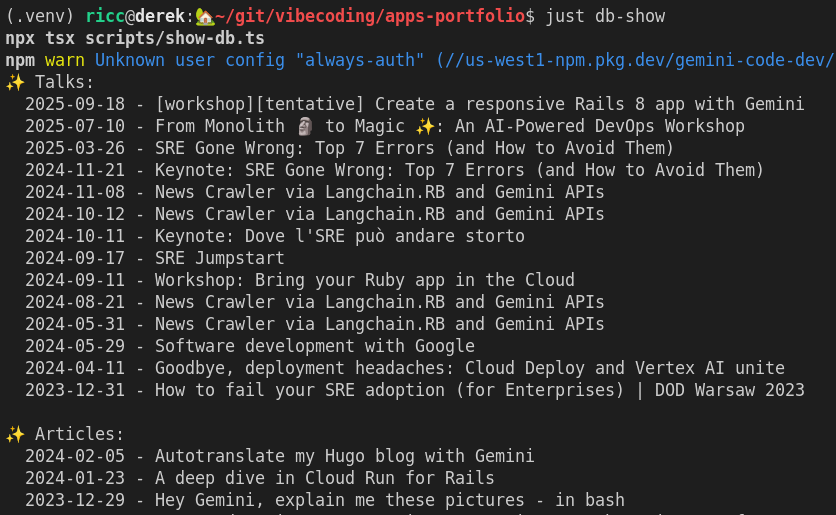 (.venv) ricc@derek:🏡~/git/vibecoding/apps-portfolio$ just db-show
npx tsx scripts/show-db.ts
npm warn Unknown user config "always-auth" (//us-west1-npm.pkg.dev/gemini-code-dev/
✨ Talks:
2025-09-18 - [workshop][tentative] Create a responsive Rails 8 app with Gemini
2025-07-10 - From Monolith 🗿 to Magic ✨: An AI-Powered DevOps Workshop
2025-03-26 - SRE Gone Wrong: Top 7 Errors (and How to Avoid Them)
2024-11-21 - Keynote: SRE Gone Wrong: Top 7 Errors (and How to Avoid Them)
2024-11-08 - News Crawler via Langchain.RB and Gemini APIs
2024-10-12 - News Crawler via Langchain.RB and Gemini APIs
2024-10-11 - Keynote: Dove l'SRE può andare storto
2024-09-17 - SRE Jumpstart
2024-09-11 - Workshop: Bring your Ruby app in the Cloud
2024-08-21 - News Crawler via Langchain.RB and Gemini APIs
2024-05-31 - News Crawler via Langchain.RB and Gemini APIs
2024-05-29 - Software development with Google
2024-04-11 - Goodbye, deployment headaches: Cloud Deploy and Vertex AI unite
2023-12-31 - How to fail your SRE adoption (for Enterprises) | DOD Warsaw 2023
✨ Articles:
2024-02-05 - Autotranslate my Hugo blog with Gemini
2024-01-23 - A deep dive in Cloud Run for Rails
2023-12-29 - Hey Gemini, explain me these pictures - in bash